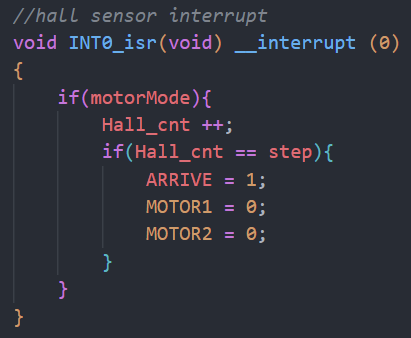 //hall sensor interrupt
void INT0_isr(void) __interrupt (0)
{
    if(motorMode){
        Hall_cnt ++;
        if(Hall_cnt == step){
            ARRIVE = 1;
            MOTOR1 = 0;
            MOTOR2 = 0;
        }
    }
}